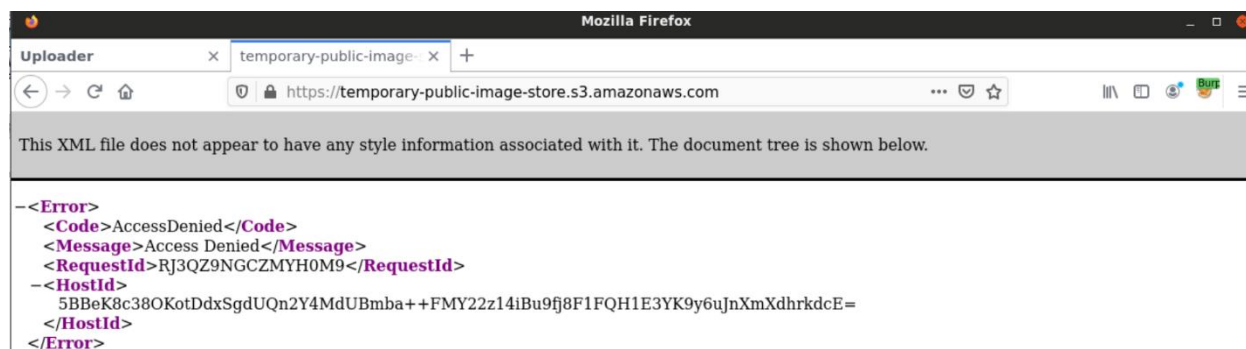 Mozilla Firefox
Uploader
temporary-public-image-
https://temporary-public-image-store.s3.amazonaws.com
Burp
This XML file does not appear to have any style information associated with it. The document tree is shown below.
−<Error>
<Code>AccessDenied</Code>
<Message>Access Denied</Message>
<RequestId>RJ3QZ9NGCZMYH0M9</RequestId>
−<HostId>
5BBeK8c38OKotDdxSgdUQn2Y4MdUBmba++FMY22z14iBu9fj8F1FQH1E3YK9y6uJnXmXdhrkdcE=
</HostId>
</Error>